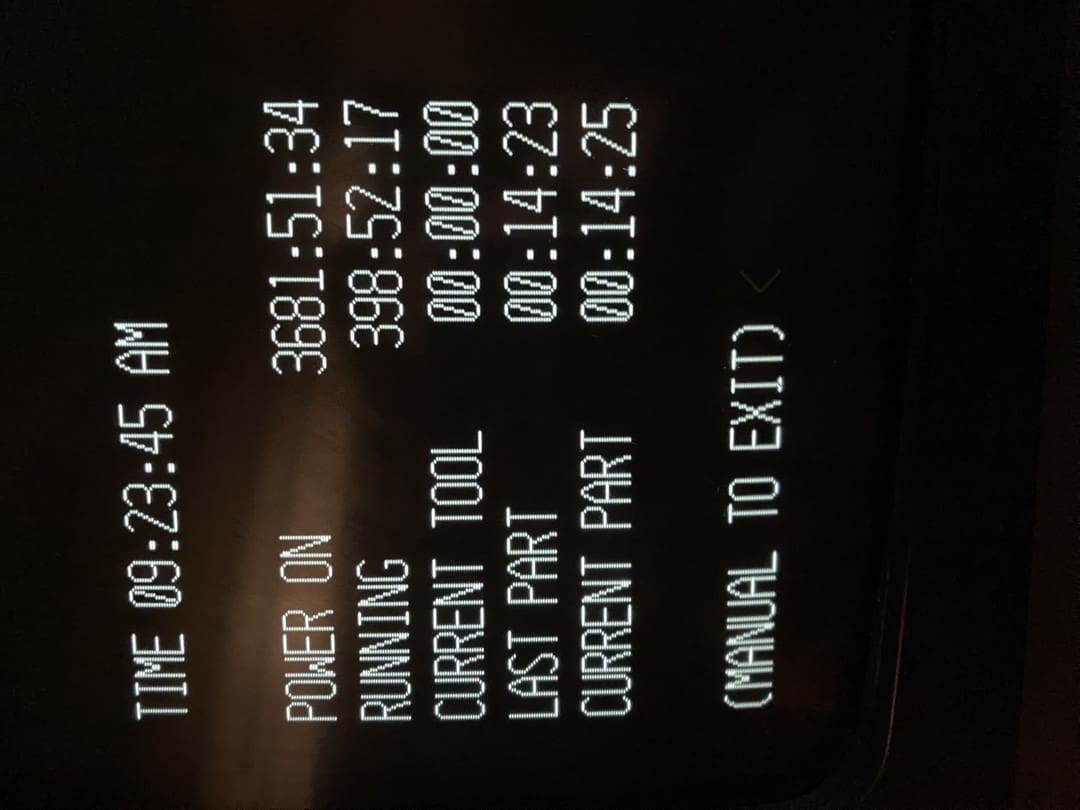 TIME 09:23:45 AM
POWER ON 3681:51:34
RUNNING 398:52:17
CURRENT TOOL 00:00:00
LAST PART 00:14:23
CURRENT PART 00:14:25
(MANUAL TO EXIT)